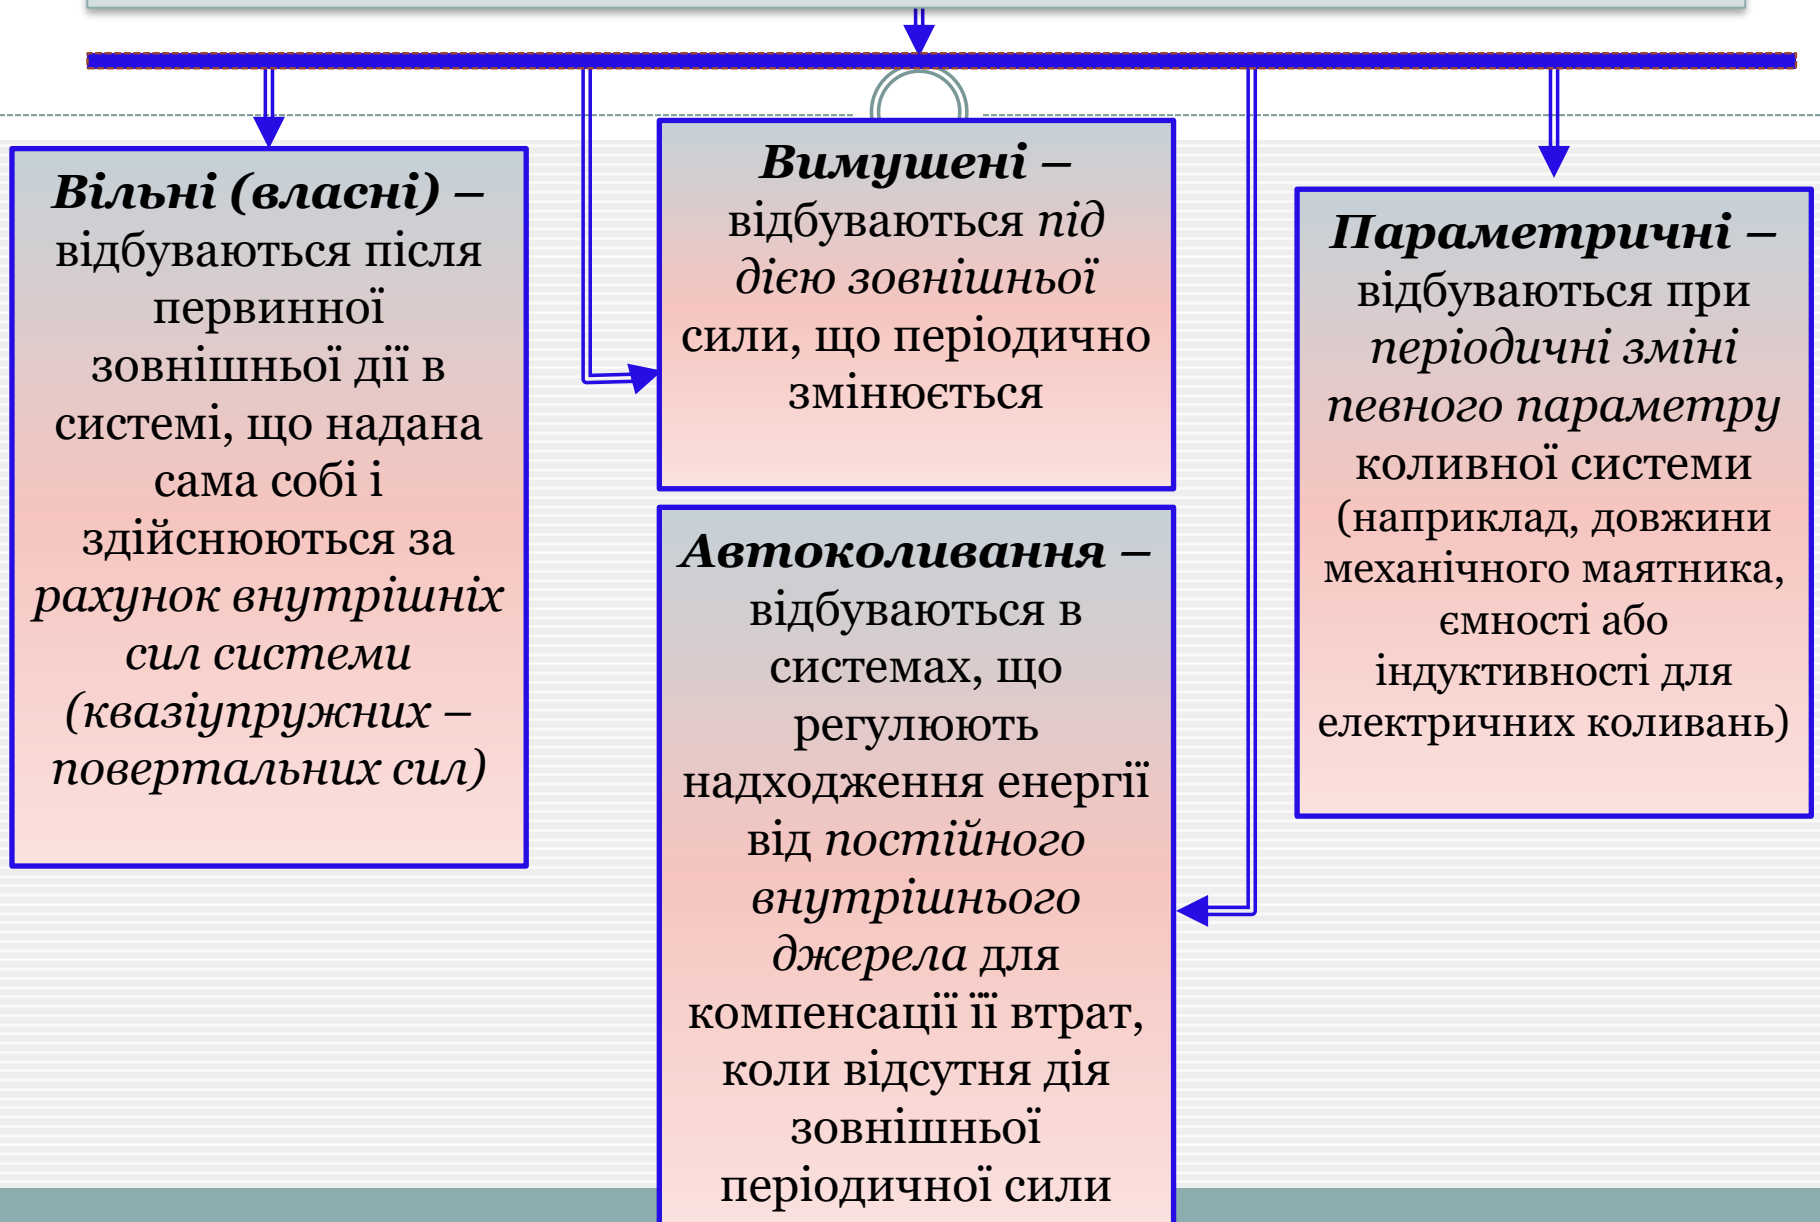 Вільні (власні) –
відбуваються після
первинної
зовнішньої дії в
системі, що надана
сама собі і
здійснюються за
рахунок внутрішніх
сил системи
(квазіупружних –
повертальних сил)
Вимушені –
відбуваються під
дією зовнішньої
сили, що періодично
змінюється
Автоколивання –
відбуваються в
системах, що
регулюють
надходження енергії
від постійного
внутрішнього
джерела для
компенсації її втрат,
коли відсутня дія
зовнішньої
періодичної сили
Параметричні –
відбуваються при
періодичні зміні
певного параметру
коливної системи
(наприклад, довжини
механічного маятника,
ємності або
індуктивності для
електричних коливань)